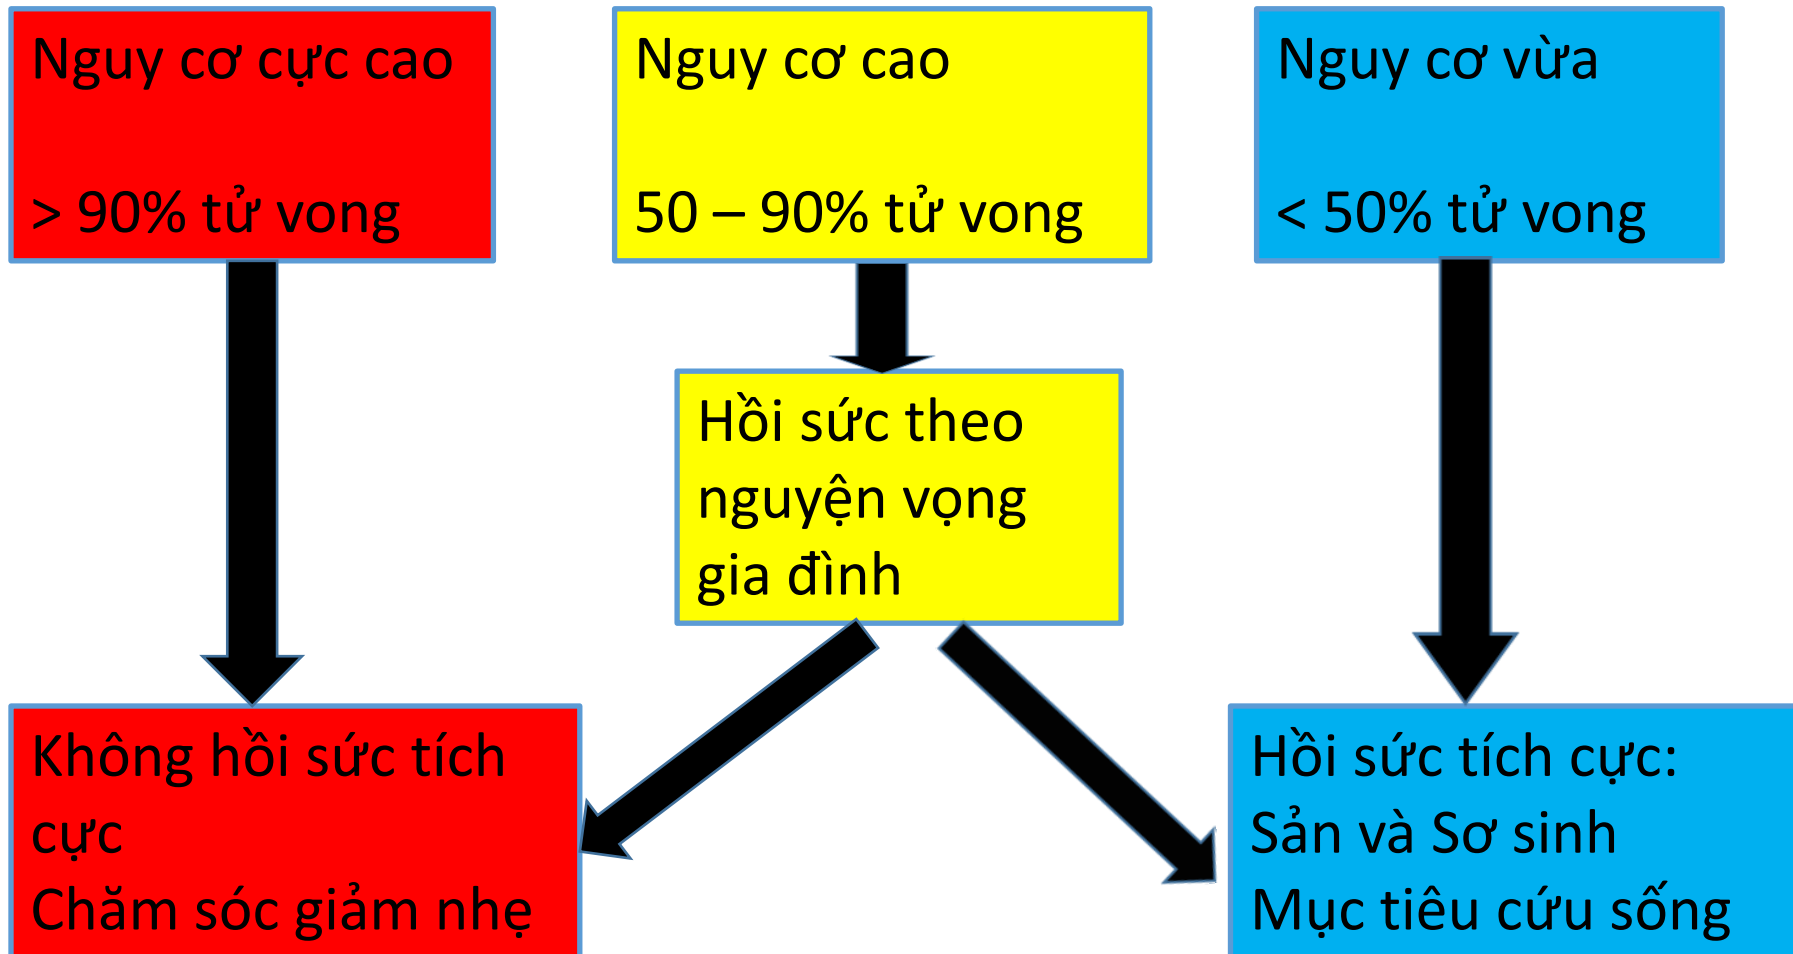 Nguy cơ cực cao
> 90% tử vong
Nguy cơ cao
50 – 90% tử vong
Nguy cơ vừa
< 50% tử vong
Hồi sức theo
nguyện vọng
gia đình
Không hồi sức tích
cực
Chăm sóc giảm nhẹ
Hồi sức tích cực:
Sản và Sơ sinh
Mục tiêu cứu sống